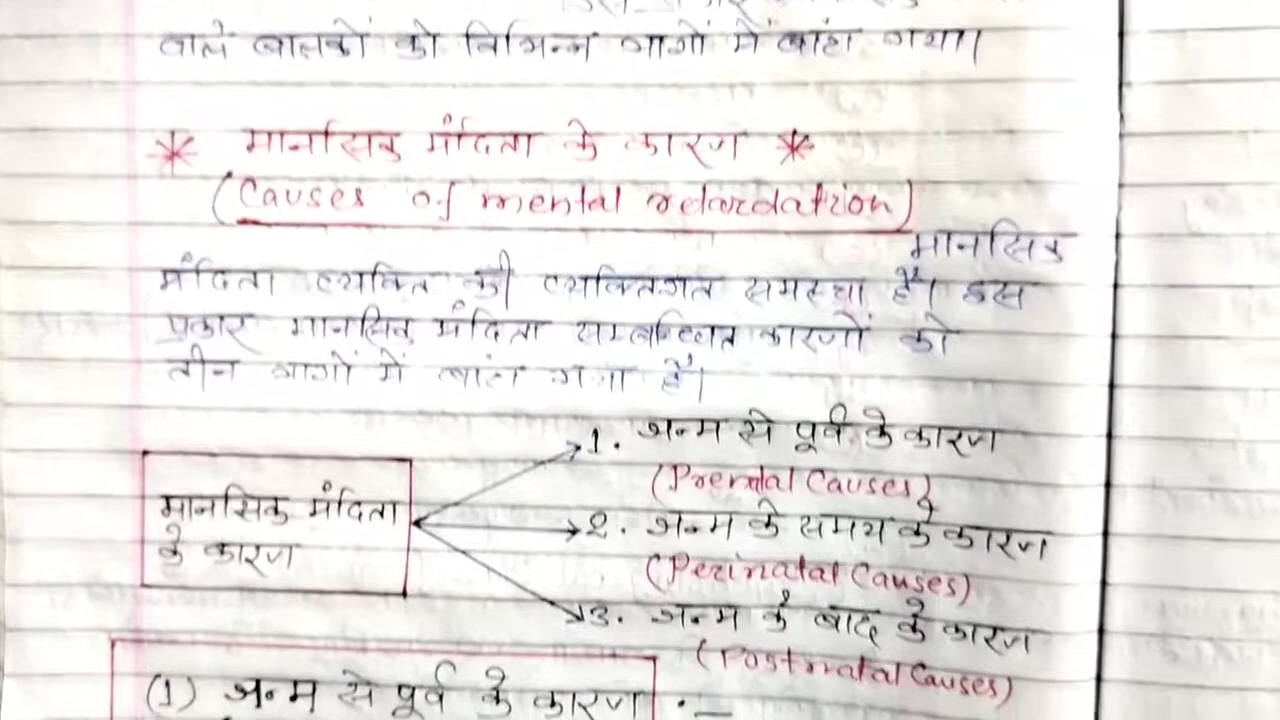 वाले बालकों को विभिन्न भागों में बांटा गया।
* मानसिक मंदिता के कारण *
(Causes of mental retardation)
मानसिक
मंदिता व्यक्ति की व्यक्तिगत समस्या है। इस
प्रकार मानसिक मंदिता सम्बन्धित कारणों को
तीन भागों में बांटा गया है।
मानसिक मंदिता
के कारण
1. जन्म से पूर्व के कारण
(Prenatal Causes)
2. जन्म के समय के कारण
(Perinatal Causes)
3. जन्म के बाद के कारण
(Postnatal Causes)
(1) जन्म से पूर्व के कारण :-